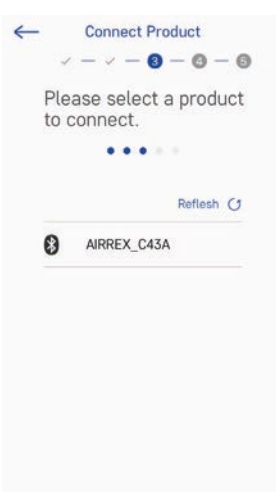 Connect Product
3 4 5
Please select a product
to connect.
Reflesh
AIRREX_C43A